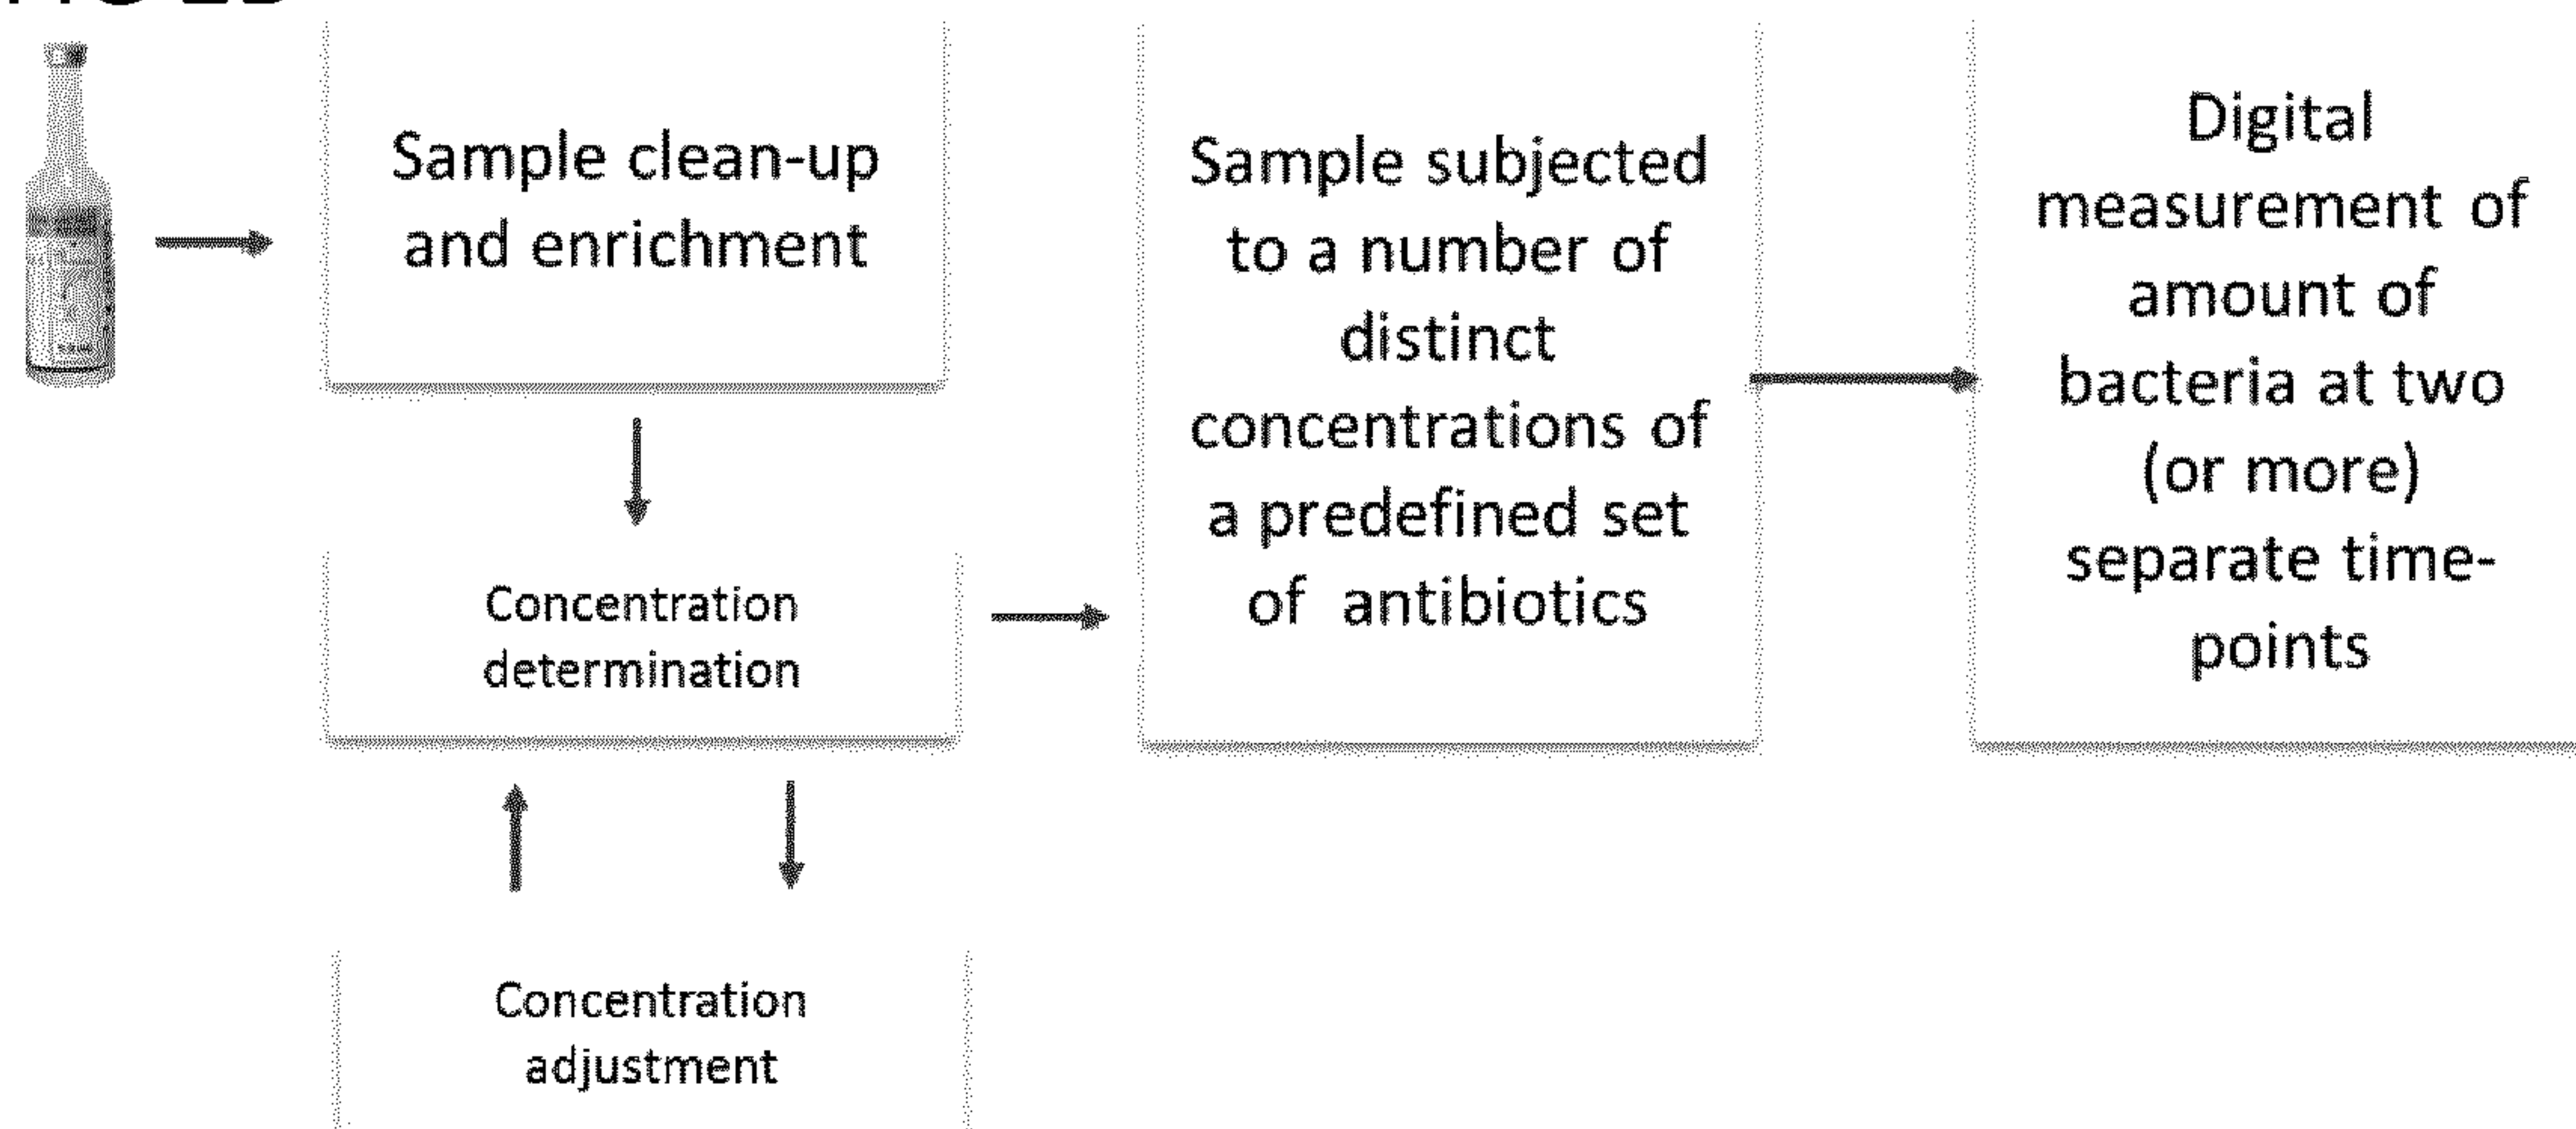 Sample clean-up
and enrichment
Concentration
determination
Concentration
adjustment
Sample subjected
to a number of
distinct
concentrations of
a predefined set
of antibiotics
Digital
measurement of
amount of
bacteria at two
(or more)
separate time-
points